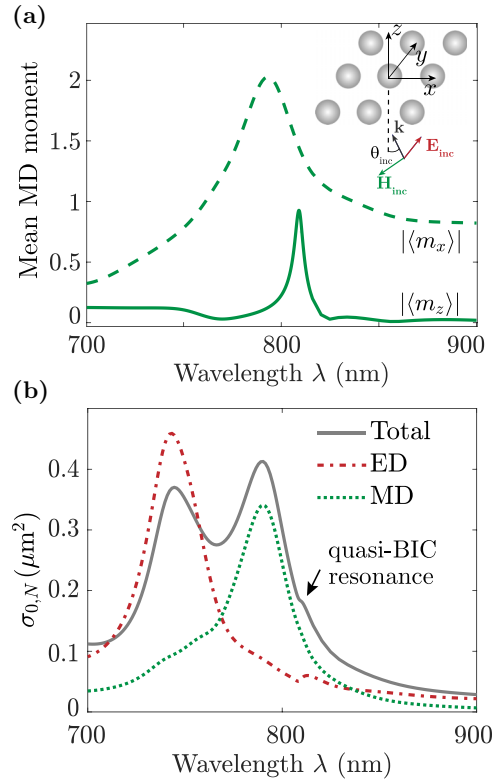 (a)
Mean MD moment
2
1.5
1
0.5
0
700
800
900
Wavelength λ (nm)
z
y
x
k
θinc
Einc
Hinc
|⟨mx⟩|
|⟨mz⟩|
(b)
σ0,N (μm²)
0.4
0.3
0.2
0.1
0
700
800
900
Wavelength λ (nm)
Total
ED
MD
quasi-BIC
resonance